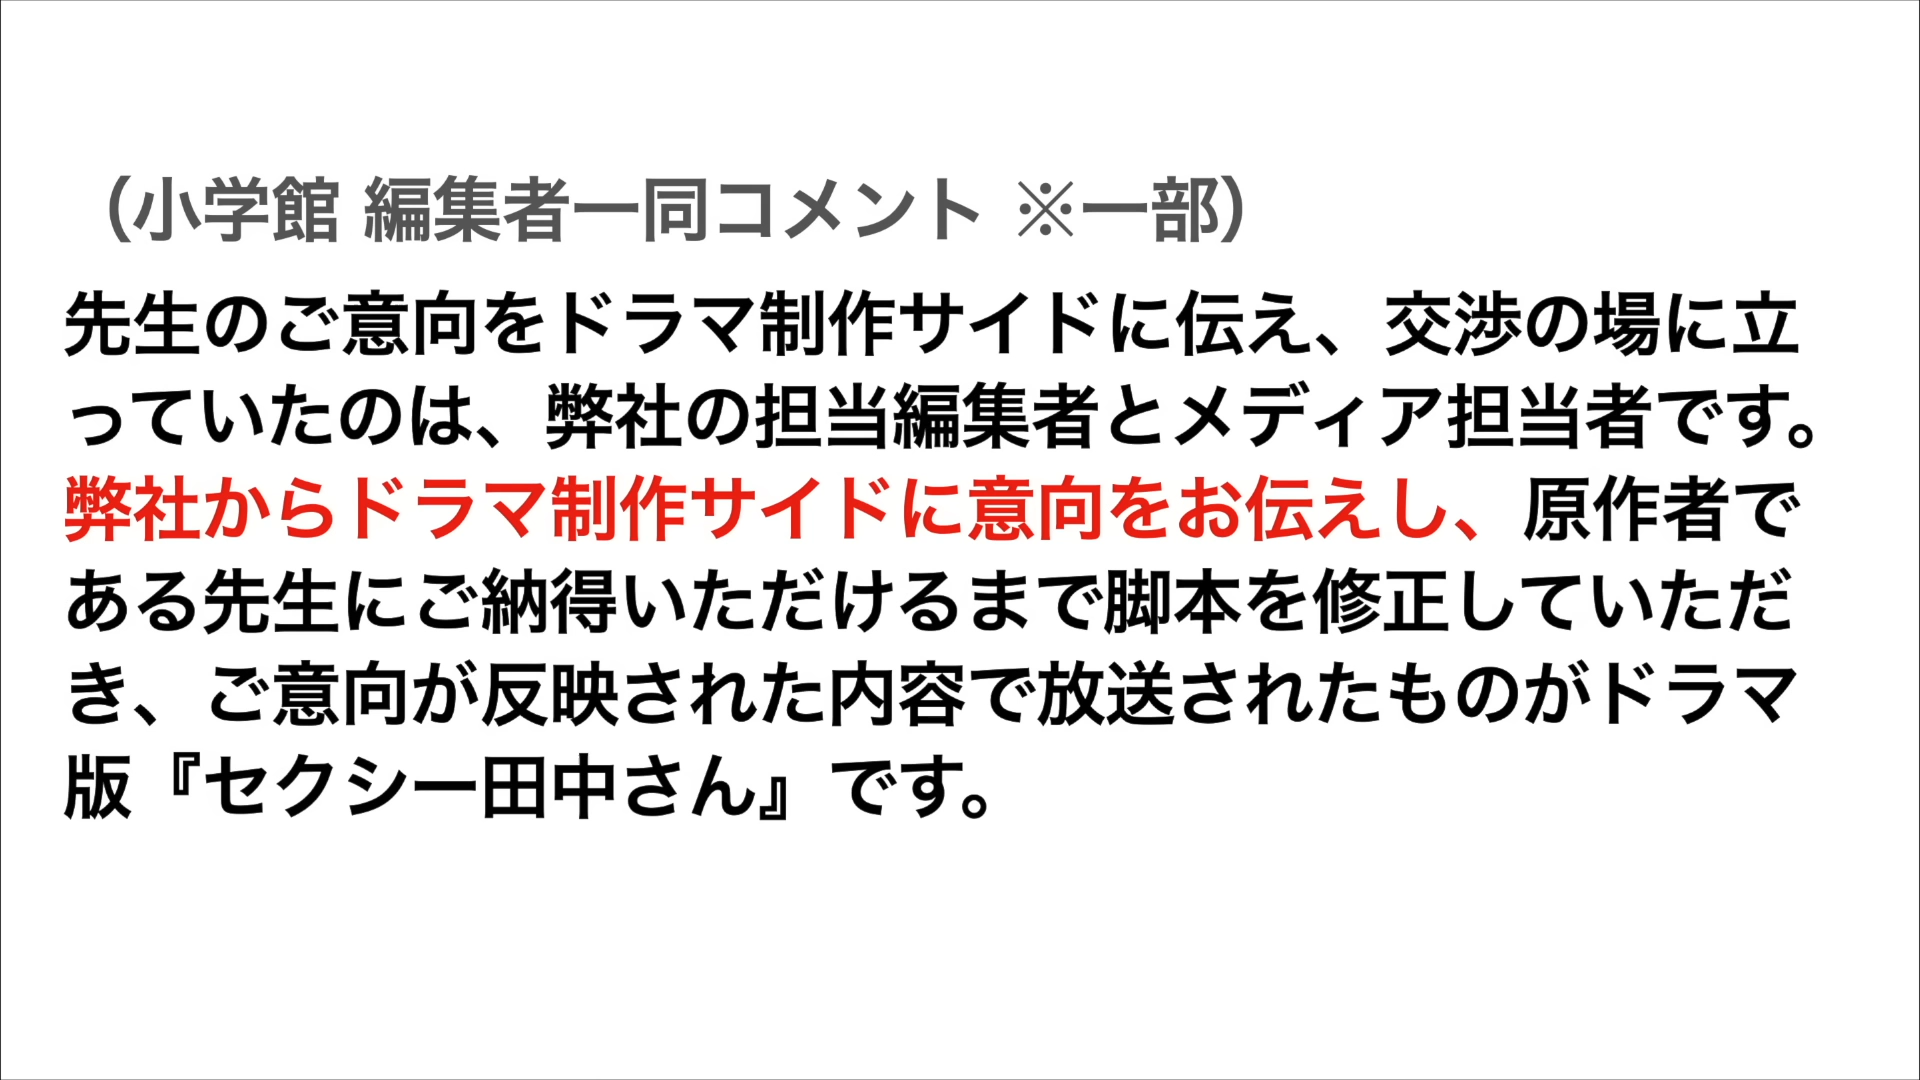 （小学館 編集者一同コメント ※一部）
先生のご意向をドラマ制作サイドに伝え、交渉の場に立
っていたのは、弊社の担当編集者とメディア担当者です。
弊社からドラマ制作サイドに意向をお伝えし、原作者で
ある先生にご納得いただけるまで脚本を修正していただ
き、ご意向が反映された内容で放送されたものがドラマ
版『セクシー田中さん』です。